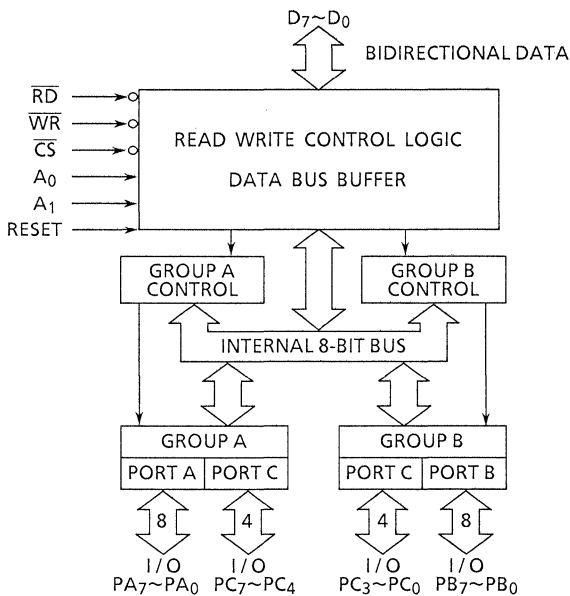 D7~D0
BIDIRECTIONAL DATA
RD
WR
CS
A0
A1
RESET
READ WRITE CONTROL LOGIC
DATA BUS BUFFER
GROUP A
CONTROL
GROUP B
CONTROL
INTERNAL 8-BIT BUS
GROUP A
PORT A PORT C
GROUP B
PORT C PORT B
8 4 4 8
I/O I/O I/O I/O
PA7~PA0 PC7~PC4 PC3~PC0 PB7~PB0